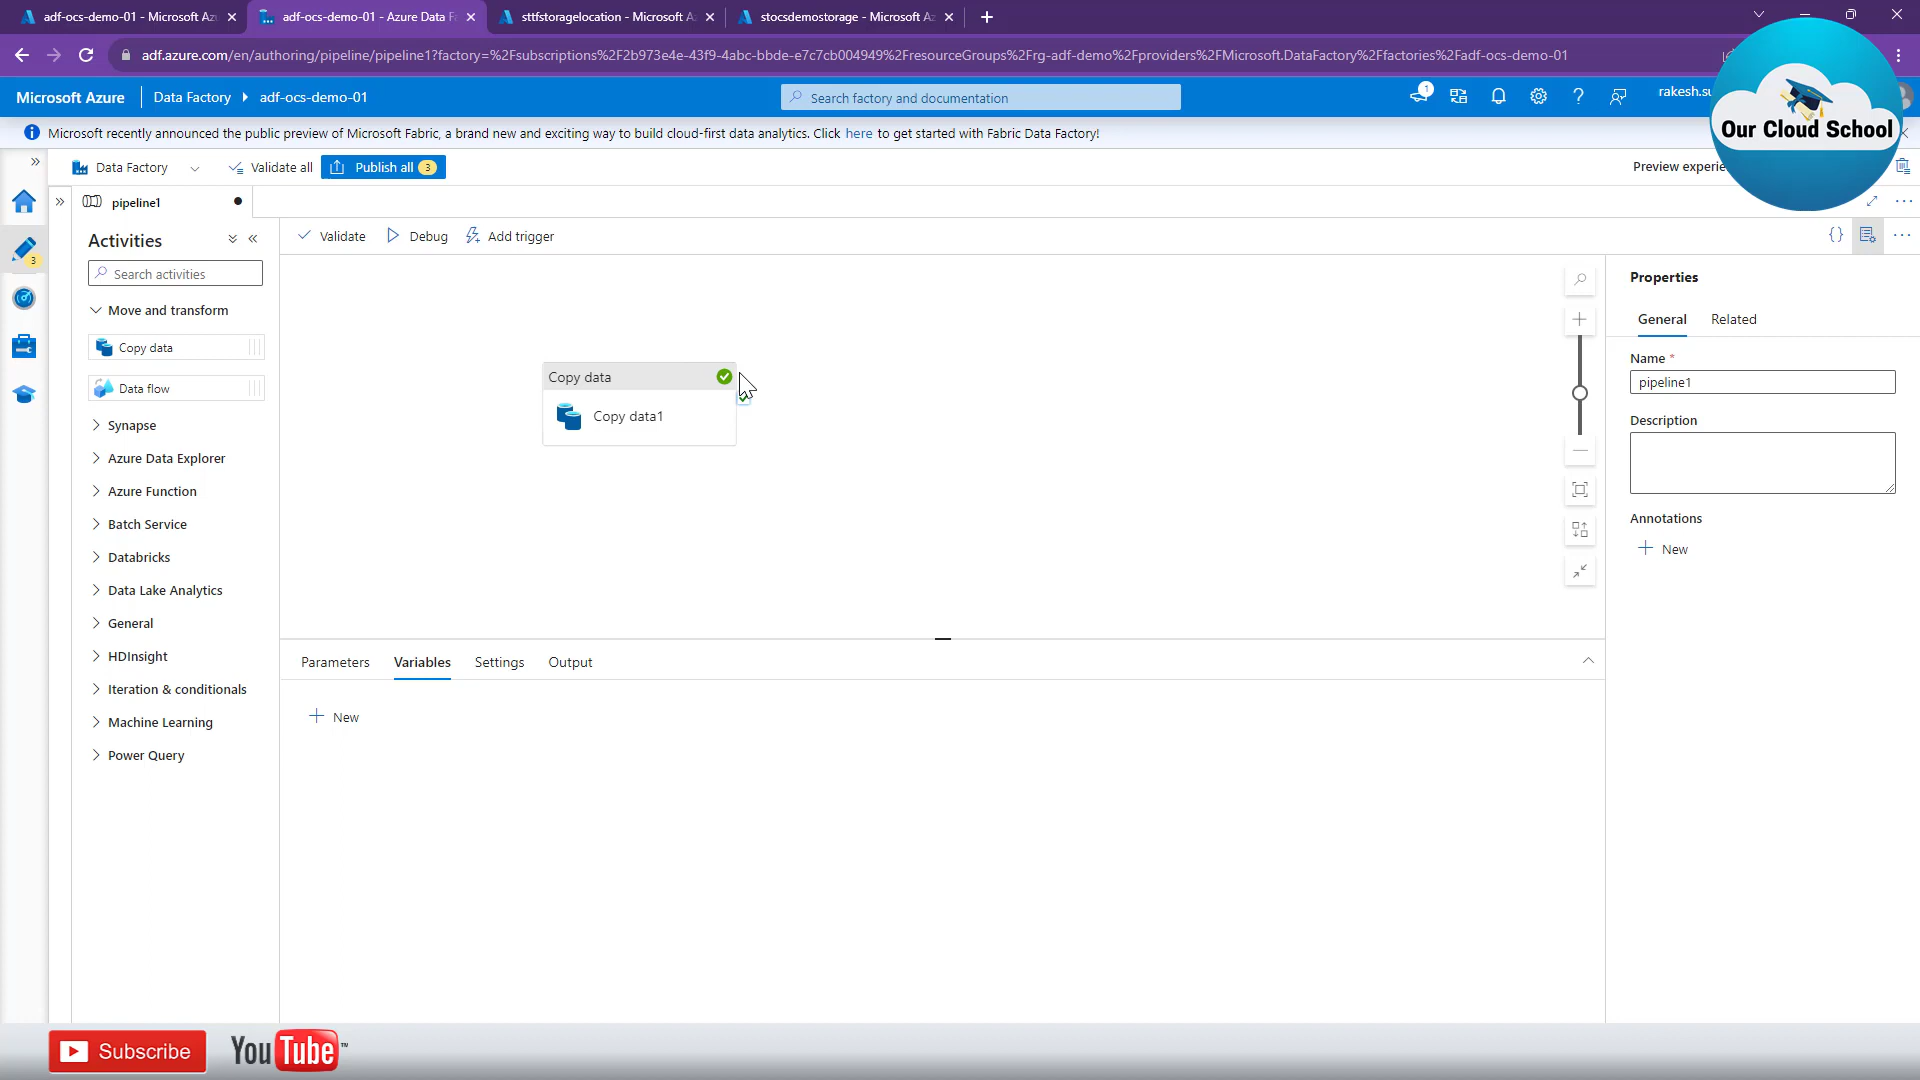 adf-ocs-demo-01 - Microsoft Az
adf-ocs-demo-01 - Azure Data F
sttfstoragelocation - Microsoft A
stocsdemostorage - Microsoft Az
adf.azure.com/en/authoring/pipeline/pipeline1?factory=%2Fsubscriptions%2F2b973e4e-43f9-4abc-bbde-e7c7cb004949%2FresourceGroups%2Frg-adf-demo%2Fproviders%2FMicrosoft.DataFactory%2Ffactories%2Fadf-ocs-demo-01
Microsoft Azure
Data Factory
adf-ocs-demo-01
Search factory and documentation
1
rakesh.su
Our Cloud School
Microsoft recently announced the public preview of Microsoft Fabric, a brand new and exciting way to build cloud-first data analytics. Click here to get started with Fabric Data Factory!
Data Factory
Validate all
Publish all 3
Preview experie
pipeline1
3
Activities
Search activities
Move and transform
Copy data
Data flow
Synapse
Azure Data Explorer
Azure Function
Batch Service
Databricks
Data Lake Analytics
General
HDInsight
Iteration & conditionals
Machine Learning
Power Query
Validate
Debug
Add trigger
{}
Copy data
Copy data1
Parameters
Variables
Settings
Output
New
Properties
General
Related
Name *
pipeline1
Description
Annotations
New
Subscribe
YouTube™